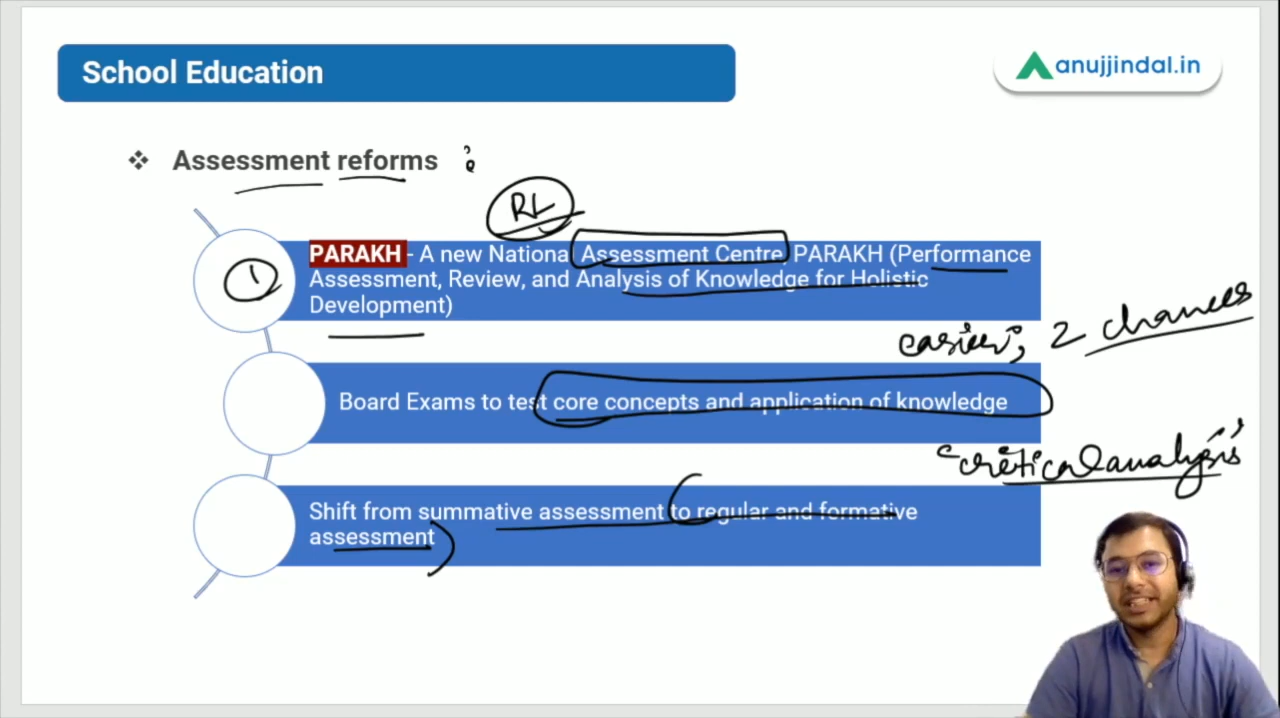 School Education
anujjindal.in
❖ Assessment reforms :
RL
1
PARAKH - A new National Assessment Centre, PARAKH (Performance
Assessment, Review, and Analysis of Knowledge for Holistic
Development)
easier, 2 chances
Board Exams to test core concepts and application of knowledge
"critical analysis"
Shift from summative assessment to regular and formative
assessment